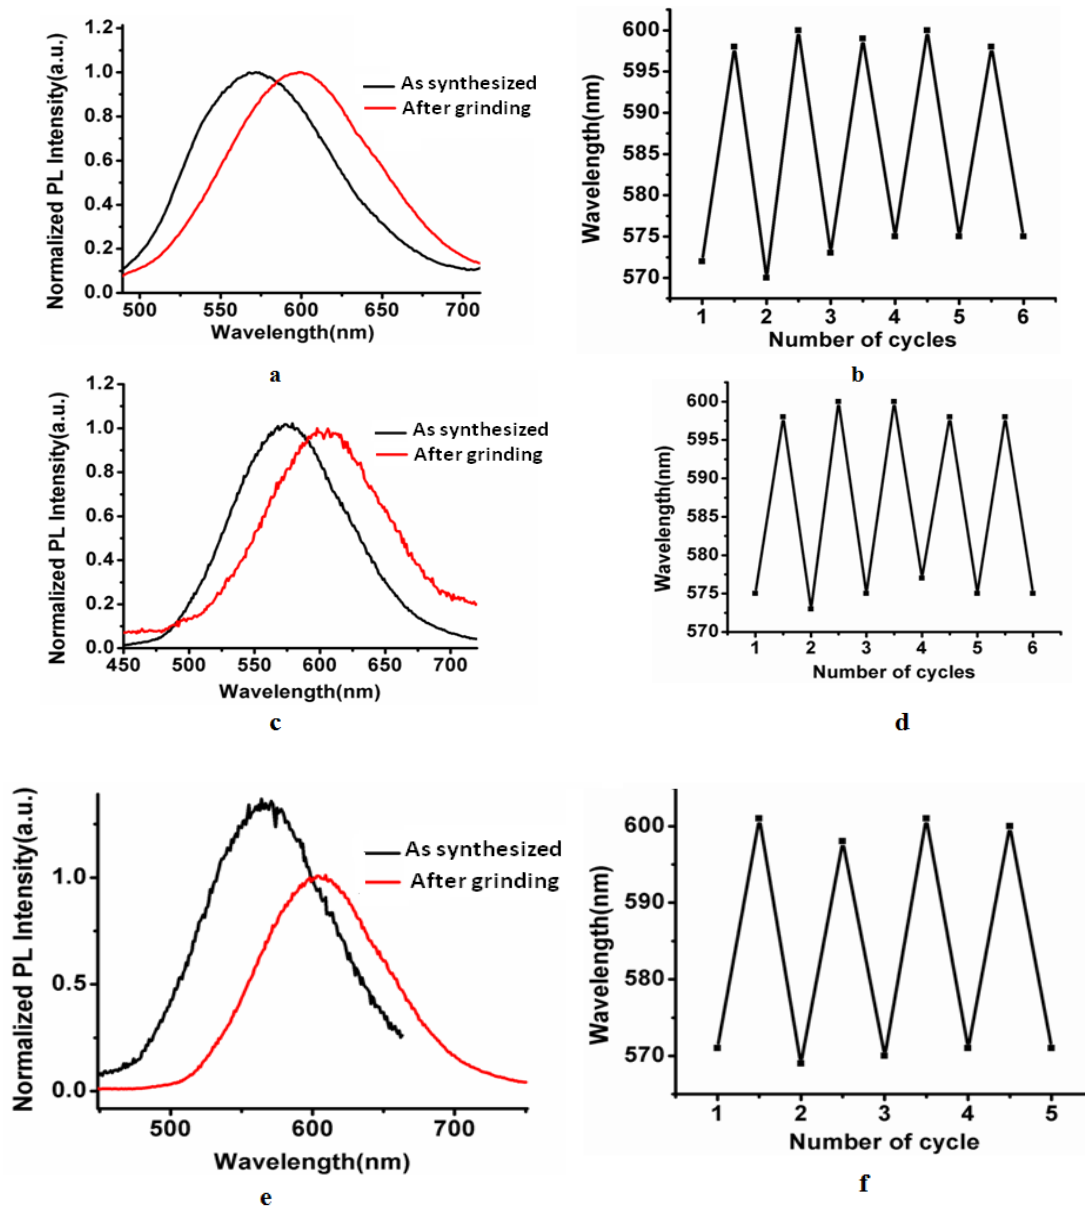 Normalized PL Intensity(a.u.)
1.2
1.0
0.8
0.6
0.4
0.2
0.0
As synthesized
After grinding
500 550 600 650 700
Wavelength(nm)
a
Wavelength(nm)
600
595
590
585
580
575
570
1 2 3 4 5 6
Number of cycles
b
Normalized PL Intensity(a.u.)
1.2
1.0
0.8
0.6
0.4
0.2
0.0
As synthesized
After grinding
450 500 550 600 650 700
Wavelength(nm)
c
Wavelength(nm)
600
595
590
585
580
575
570
1 2 3 4 5 6
Number of cycles
d
Normalized PL Intensity(a.u.)
1.0
0.5
0.0
As synthesized
After grinding
500 600 700
Wavelength(nm)
e
Wavelength(nm)
600
590
580
570
1 2 3 4 5
Number of cycle
f